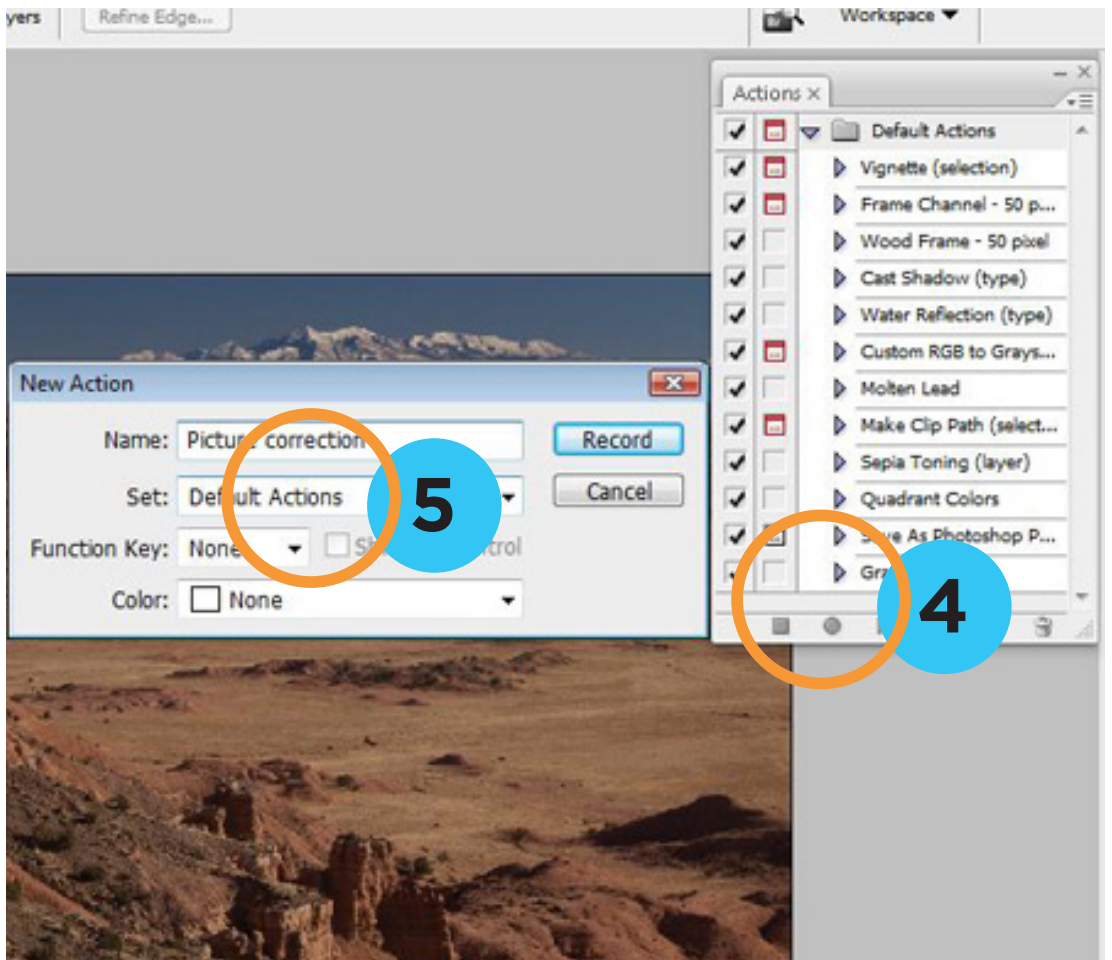 yers Refine Edge... Workspace
Actions ×
Default Actions
Vignette (selection)
Frame Channel - 50 p...
Wood Frame - 50 pixel
Cast Shadow (type)
Water Reflection (type)
Custom RGB to Grays...
Molten Lead
Make Clip Path (select...
Sepia Toning (layer)
Quadrant Colors
Save As Photoshop P...
4
New Action
Name: Picture correction Record
Set: Default Actions Cancel
5
Function Key: None
Color: None